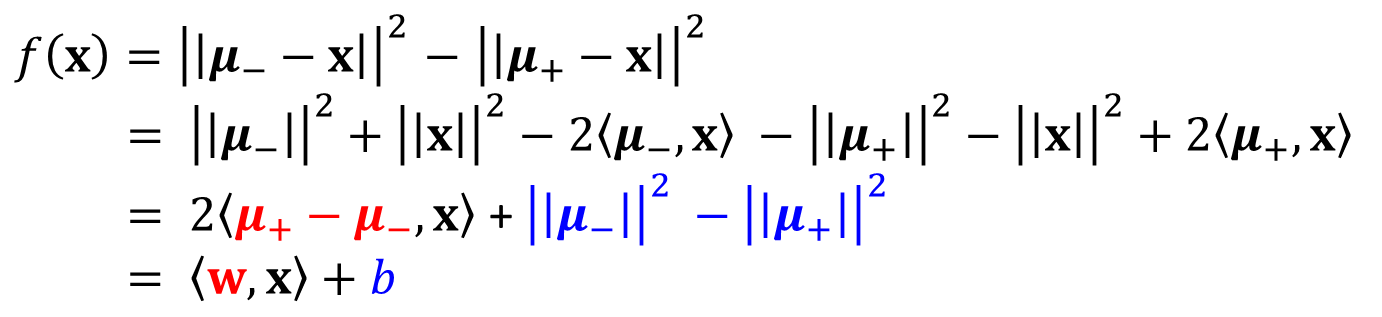 f(x) = ||μ₋ − x||² − ||μ₊ − x||²
= ||μ₋||² + ||x||² − 2⟨μ₋, x⟩ − ||μ₊||² − ||x||² + 2⟨μ₊, x⟩
= 2⟨μ₊ − μ₋, x⟩ + ||μ₋||² − ||μ₊||²
= ⟨w, x⟩ + b